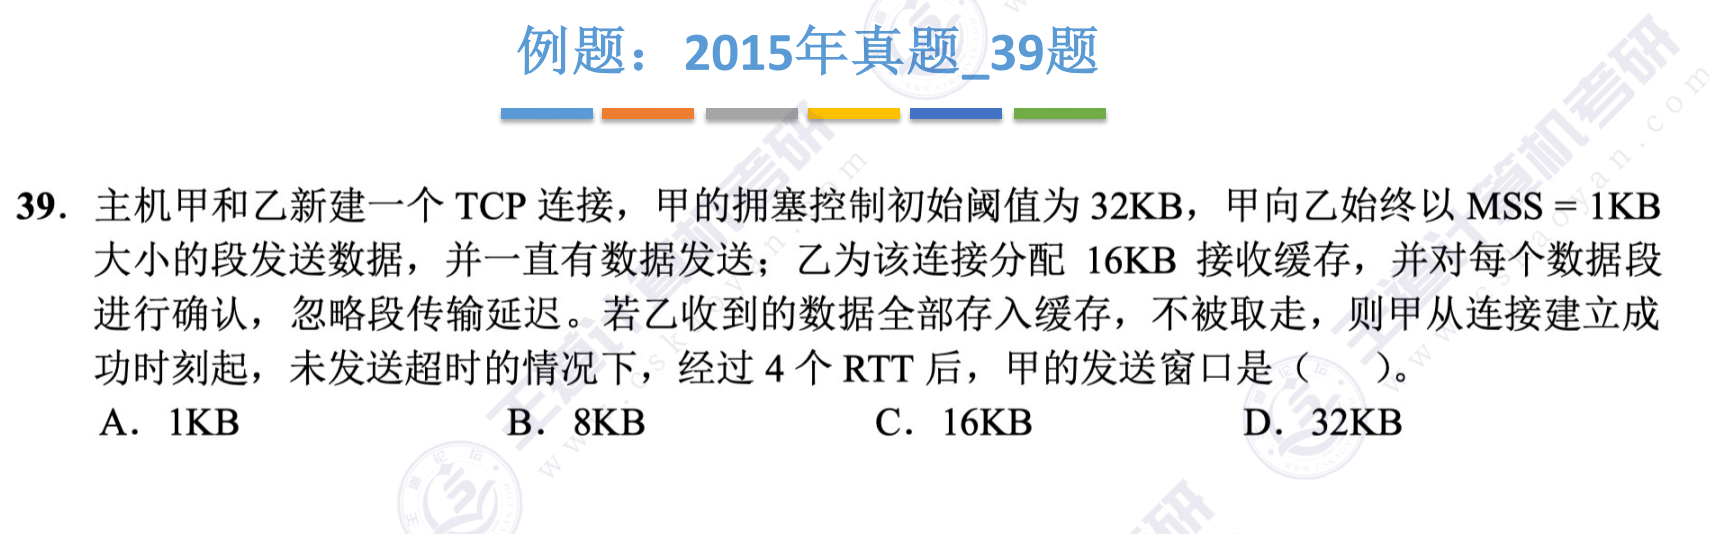 例题：2015年真题_39题
39. 主机甲和乙新建一个 TCP 连接，甲的拥塞控制初始阈值为 32KB，甲向乙始终以 MSS = 1KB
大小的段发送数据，并一直有数据发送；乙为该连接分配 16KB 接收缓存，并对每个数据段
进行确认，忽略段传输延迟。若乙收到的数据全部存入缓存，不被取走，则甲从连接建立成
功时刻起，未发送超时的情况下，经过 4 个 RTT 后，甲的发送窗口是（　　）。
A. 1KB B. 8KB C. 16KB D. 32KB